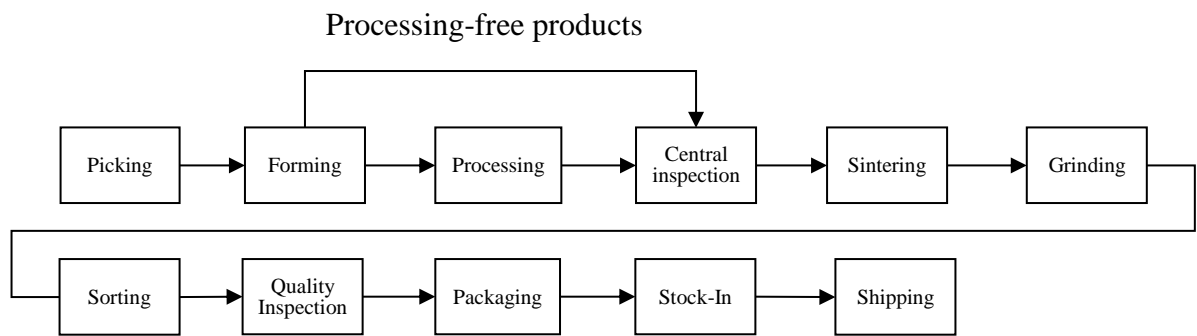 Processing-free products
Picking
Forming
Processing
Central
inspection
Sintering
Grinding
Sorting
Quality
Inspection
Packaging
Stock-In
Shipping